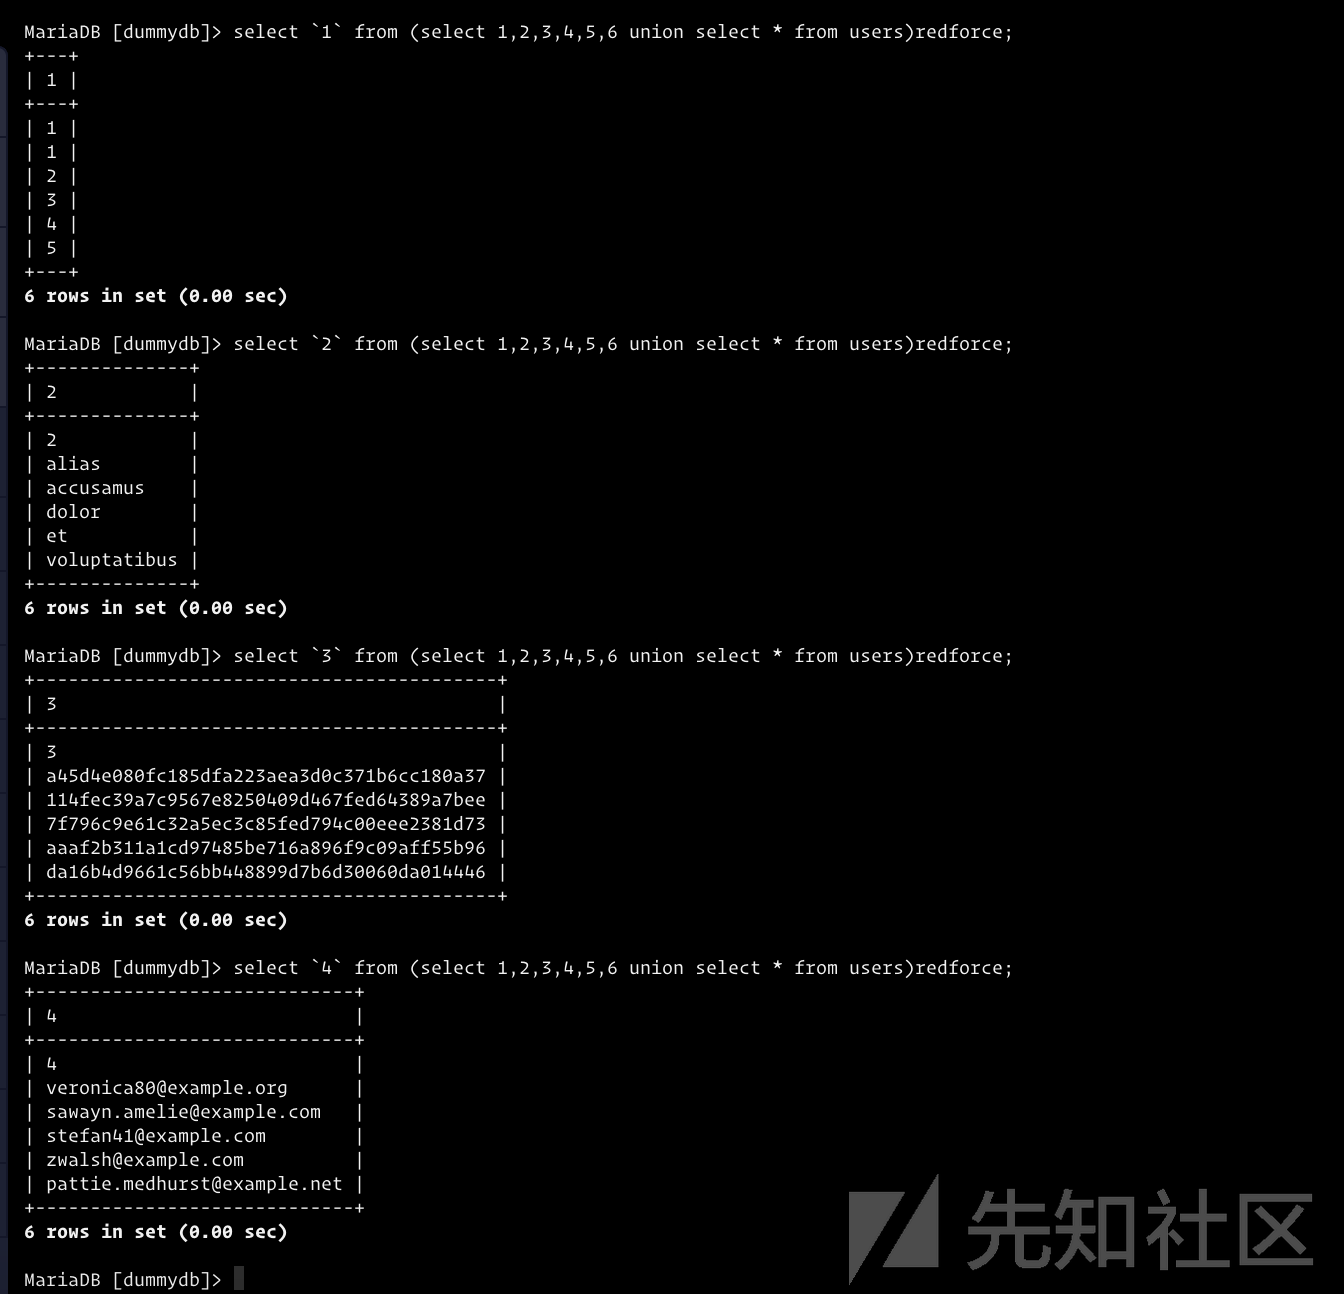 MariaDB [dummydb]> select `1` from (select 1,2,3,4,5,6 union select * from users)redforce;
+---+
| 1 |
+---+
| 1 |
| 1 |
| 2 |
| 3 |
| 4 |
| 5 |
+---+
6 rows in set (0.00 sec)
MariaDB [dummydb]> select `2` from (select 1,2,3,4,5,6 union select * from users)redforce;
+--------------+
| 2            |
+--------------+
| 2            |
| alias        |
| accusamus    |
| dolor        |
| et           |
| voluptatibus |
+--------------+
6 rows in set (0.00 sec)
MariaDB [dummydb]> select `3` from (select 1,2,3,4,5,6 union select * from users)redforce;
+------------------------------------------+
| 3                                        |
+------------------------------------------+
| 3                                        |
| a45d4e080fc185dfa223aea3d0c371b6cc180a37 |
| 114fec39a7c9567e8250409d467fed64389a7bee |
| 7f796c9e61c32a5ec3c85fed794c00eee2381d73 |
| aaaf2b311a1cd97485be716a896f9c09aff55b96 |
| da16b4d9661c56bb448899d7b6d30060da014446 |
+------------------------------------------+
6 rows in set (0.00 sec)
MariaDB [dummydb]> select `4` from (select 1,2,3,4,5,6 union select * from users)redforce;
+-----------------------------+
| 4                           |
+-----------------------------+
| 4                           |
| veronica80@example.org      |
| sawayn.amelie@example.com   |
| stefan41@example.com        |
| zwalsh@example.com          |
| pattie.medhurst@example.net |
+-----------------------------+
6 rows in set (0.00 sec)
MariaDB [dummydb]>
先知社区